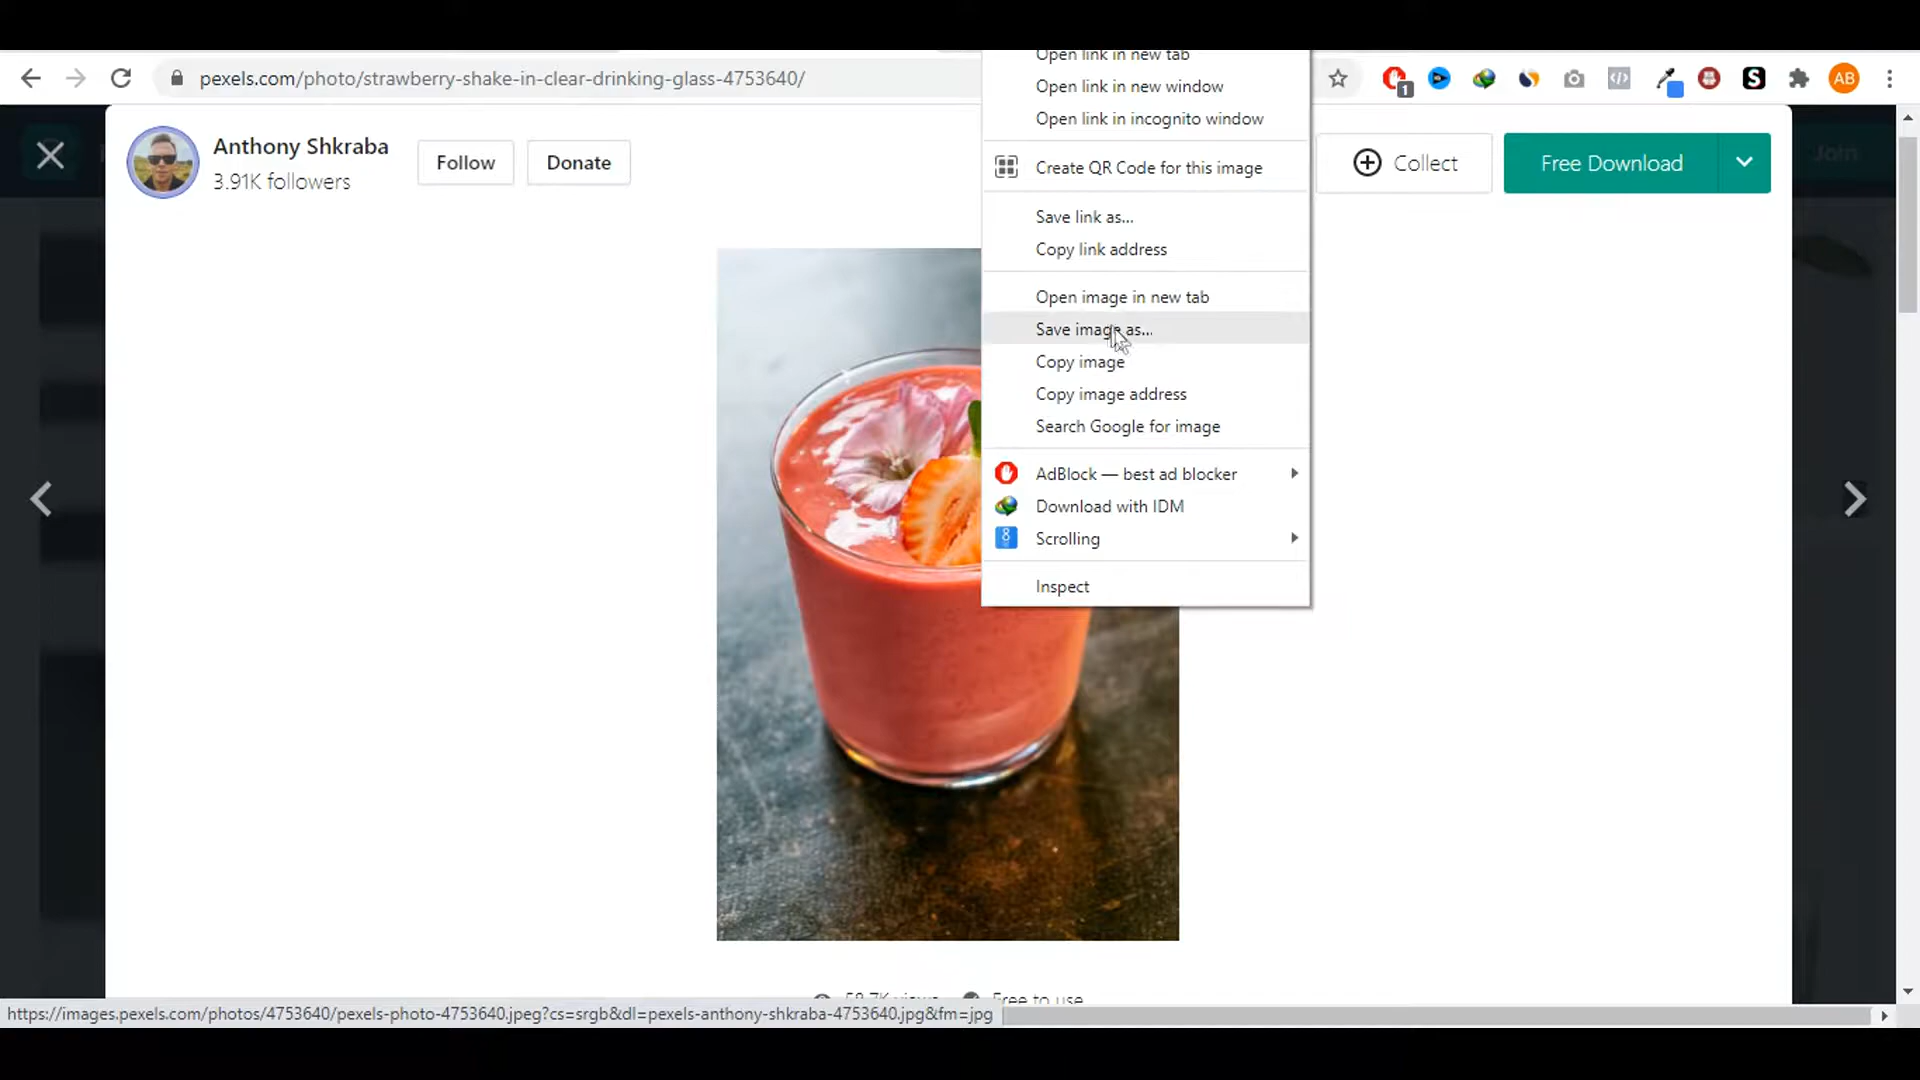 pexels.com/photo/strawberry-shake-in-clear-drinking-glass-4753640/
1
S
AB
Anthony Shkraba
3.91K followers
Follow
Donate
Collect
Free Download
Join
Open link in new tab
Open link in new window
Open link in incognito window
Create QR Code for this image
Save link as...
Copy link address
Open image in new tab
Save image as...
Copy image
Copy image address
Search Google for image
AdBlock — best ad blocker
Download with IDM
Scrolling
Inspect
58.7K views
Free to use
https://images.pexels.com/photos/4753640/pexels-photo-4753640.jpeg?cs=srgb&dl=pexels-anthony-shkraba-4753640.jpg&fm=jpg